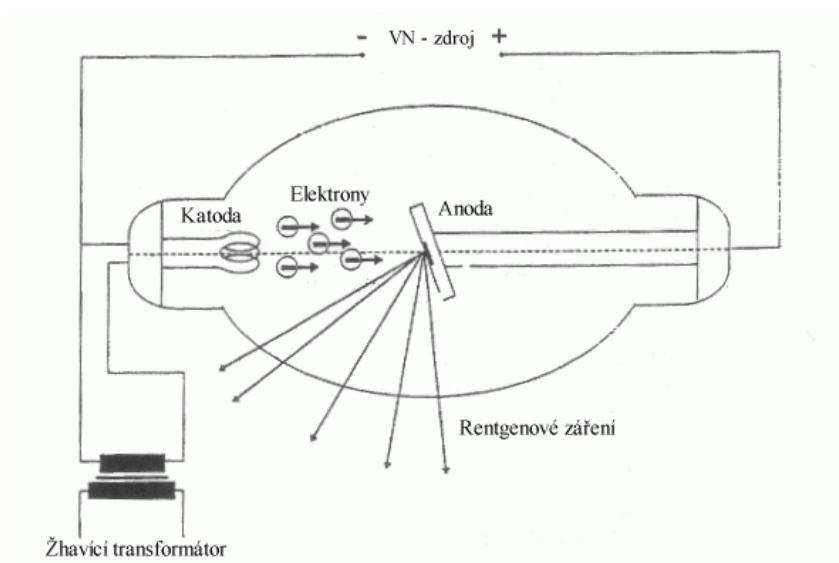 - VN - zdroj +
Elektrony
Katoda
Anoda
Rentgenové záření
Žhavící transformátor